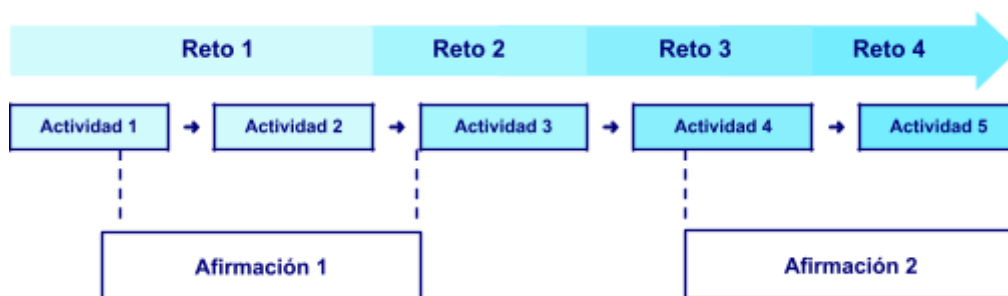 Reto 1 Reto 2 Reto 3 Reto 4
Actividad 1 Actividad 2 Actividad 3 Actividad 4 Actividad 5
Afirmación 1 Afirmación 2